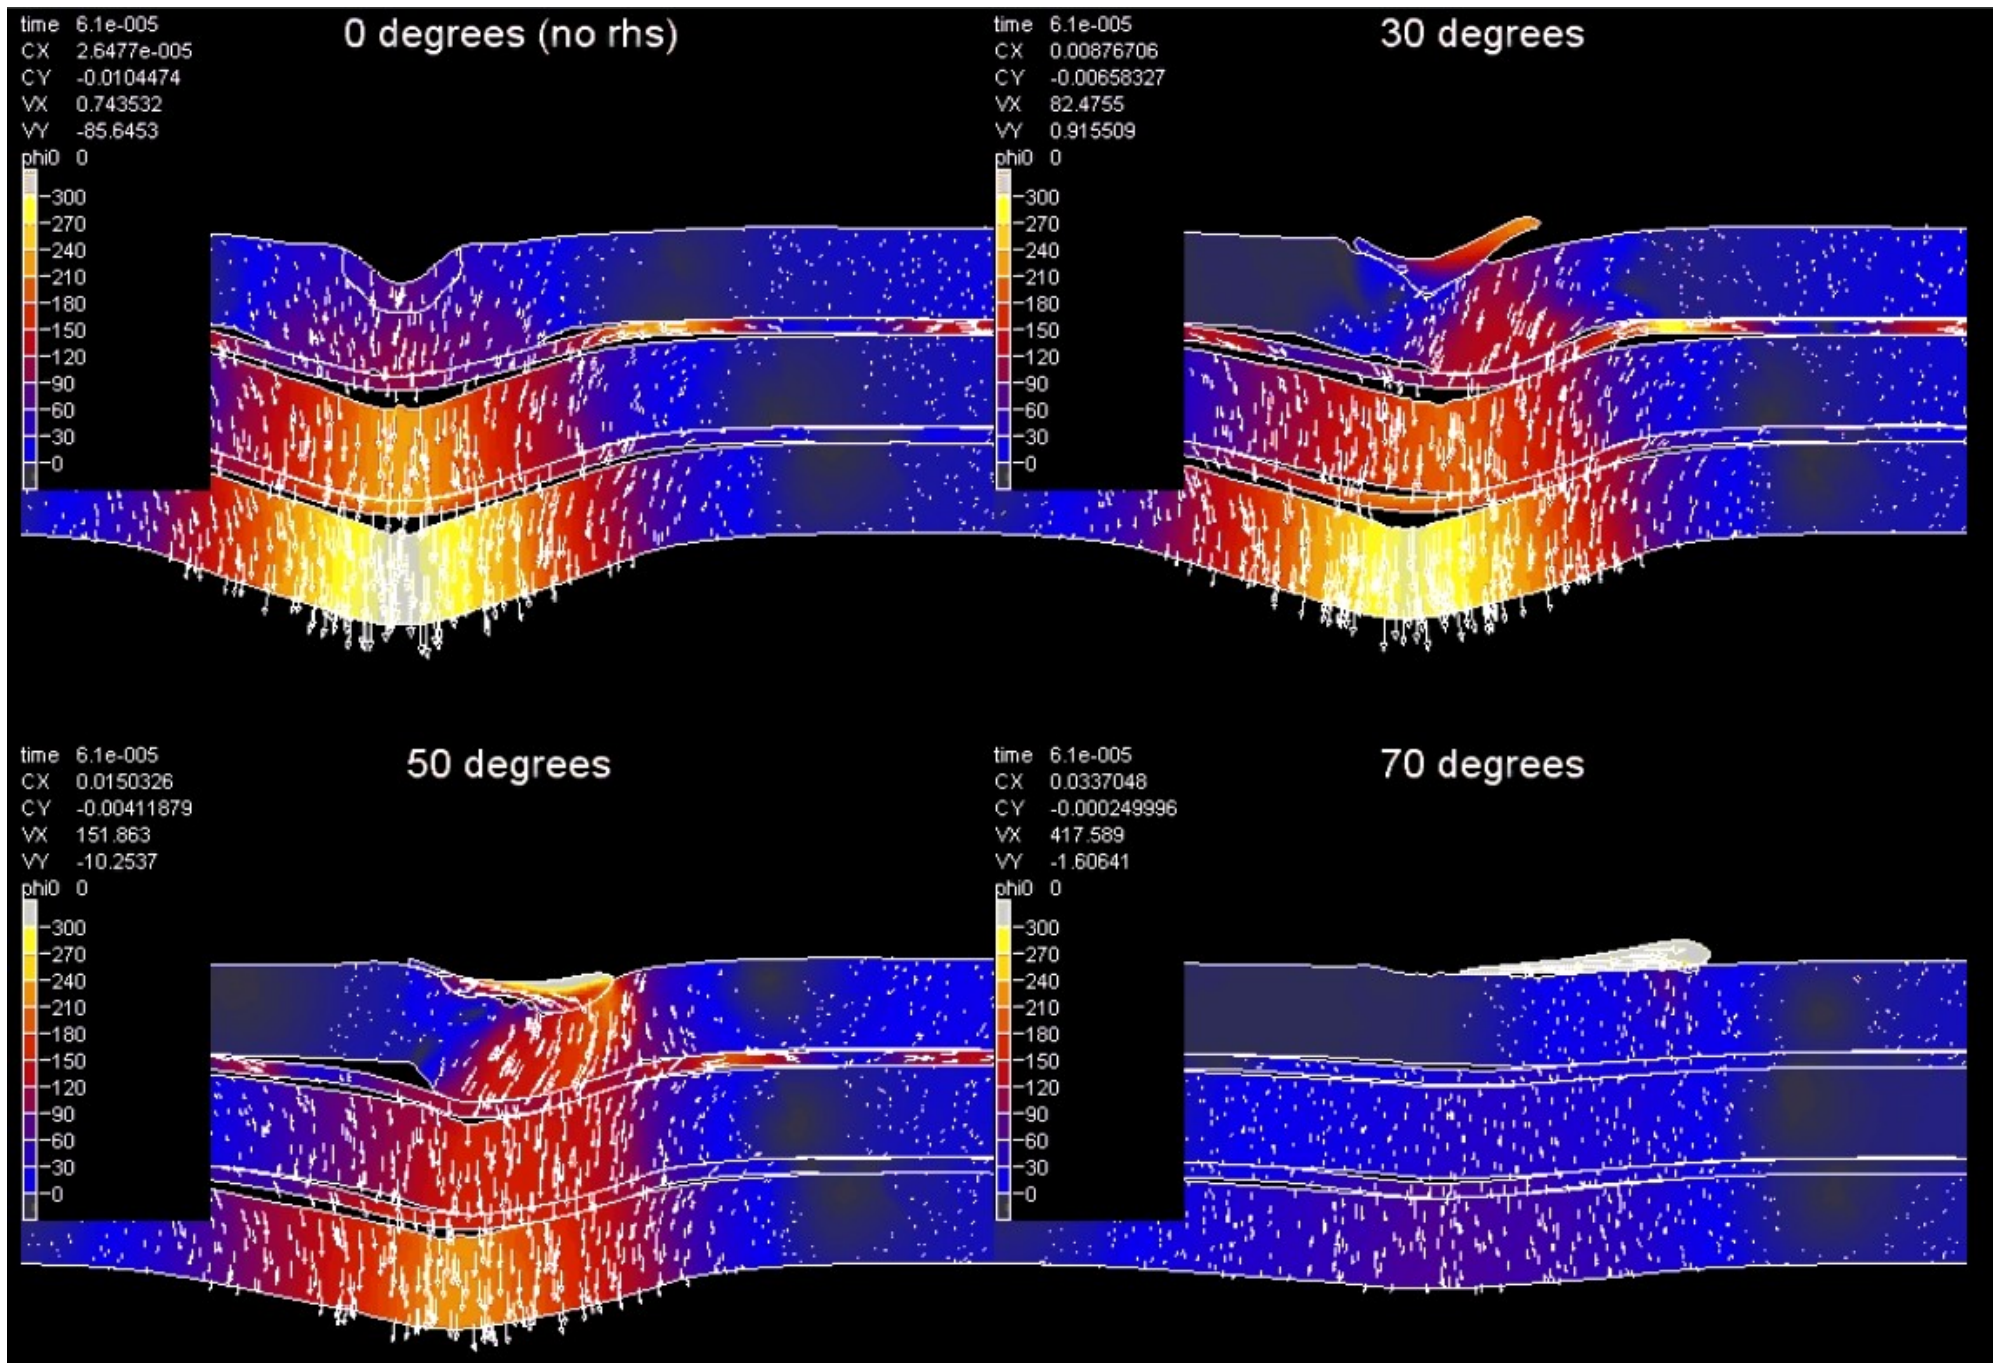 0 degrees (no rhs)
time 6.1e-005
CX 2.6477e-005
CY -0.0104474
VX 0.743532
VY -85.6453
phi0 0
300
270
240
210
180
150
120
90
60
30
0
30 degrees
time 6.1e-005
CX 0.00876706
CY -0.00658327
VX 82.4755
VY 0.915509
phi0 0
300
270
240
210
180
150
120
90
60
30
0
50 degrees
time 6.1e-005
CX 0.0150326
CY -0.00411879
VX 151.863
VY -10.2537
phi0 0
300
270
240
210
180
150
120
90
60
30
0
70 degrees
time 6.1e-005
CX 0.0337048
CY -0.000249996
VX 417.589
VY -1.60641
phi0 0
300
270
240
210
180
150
120
90
60
30
0